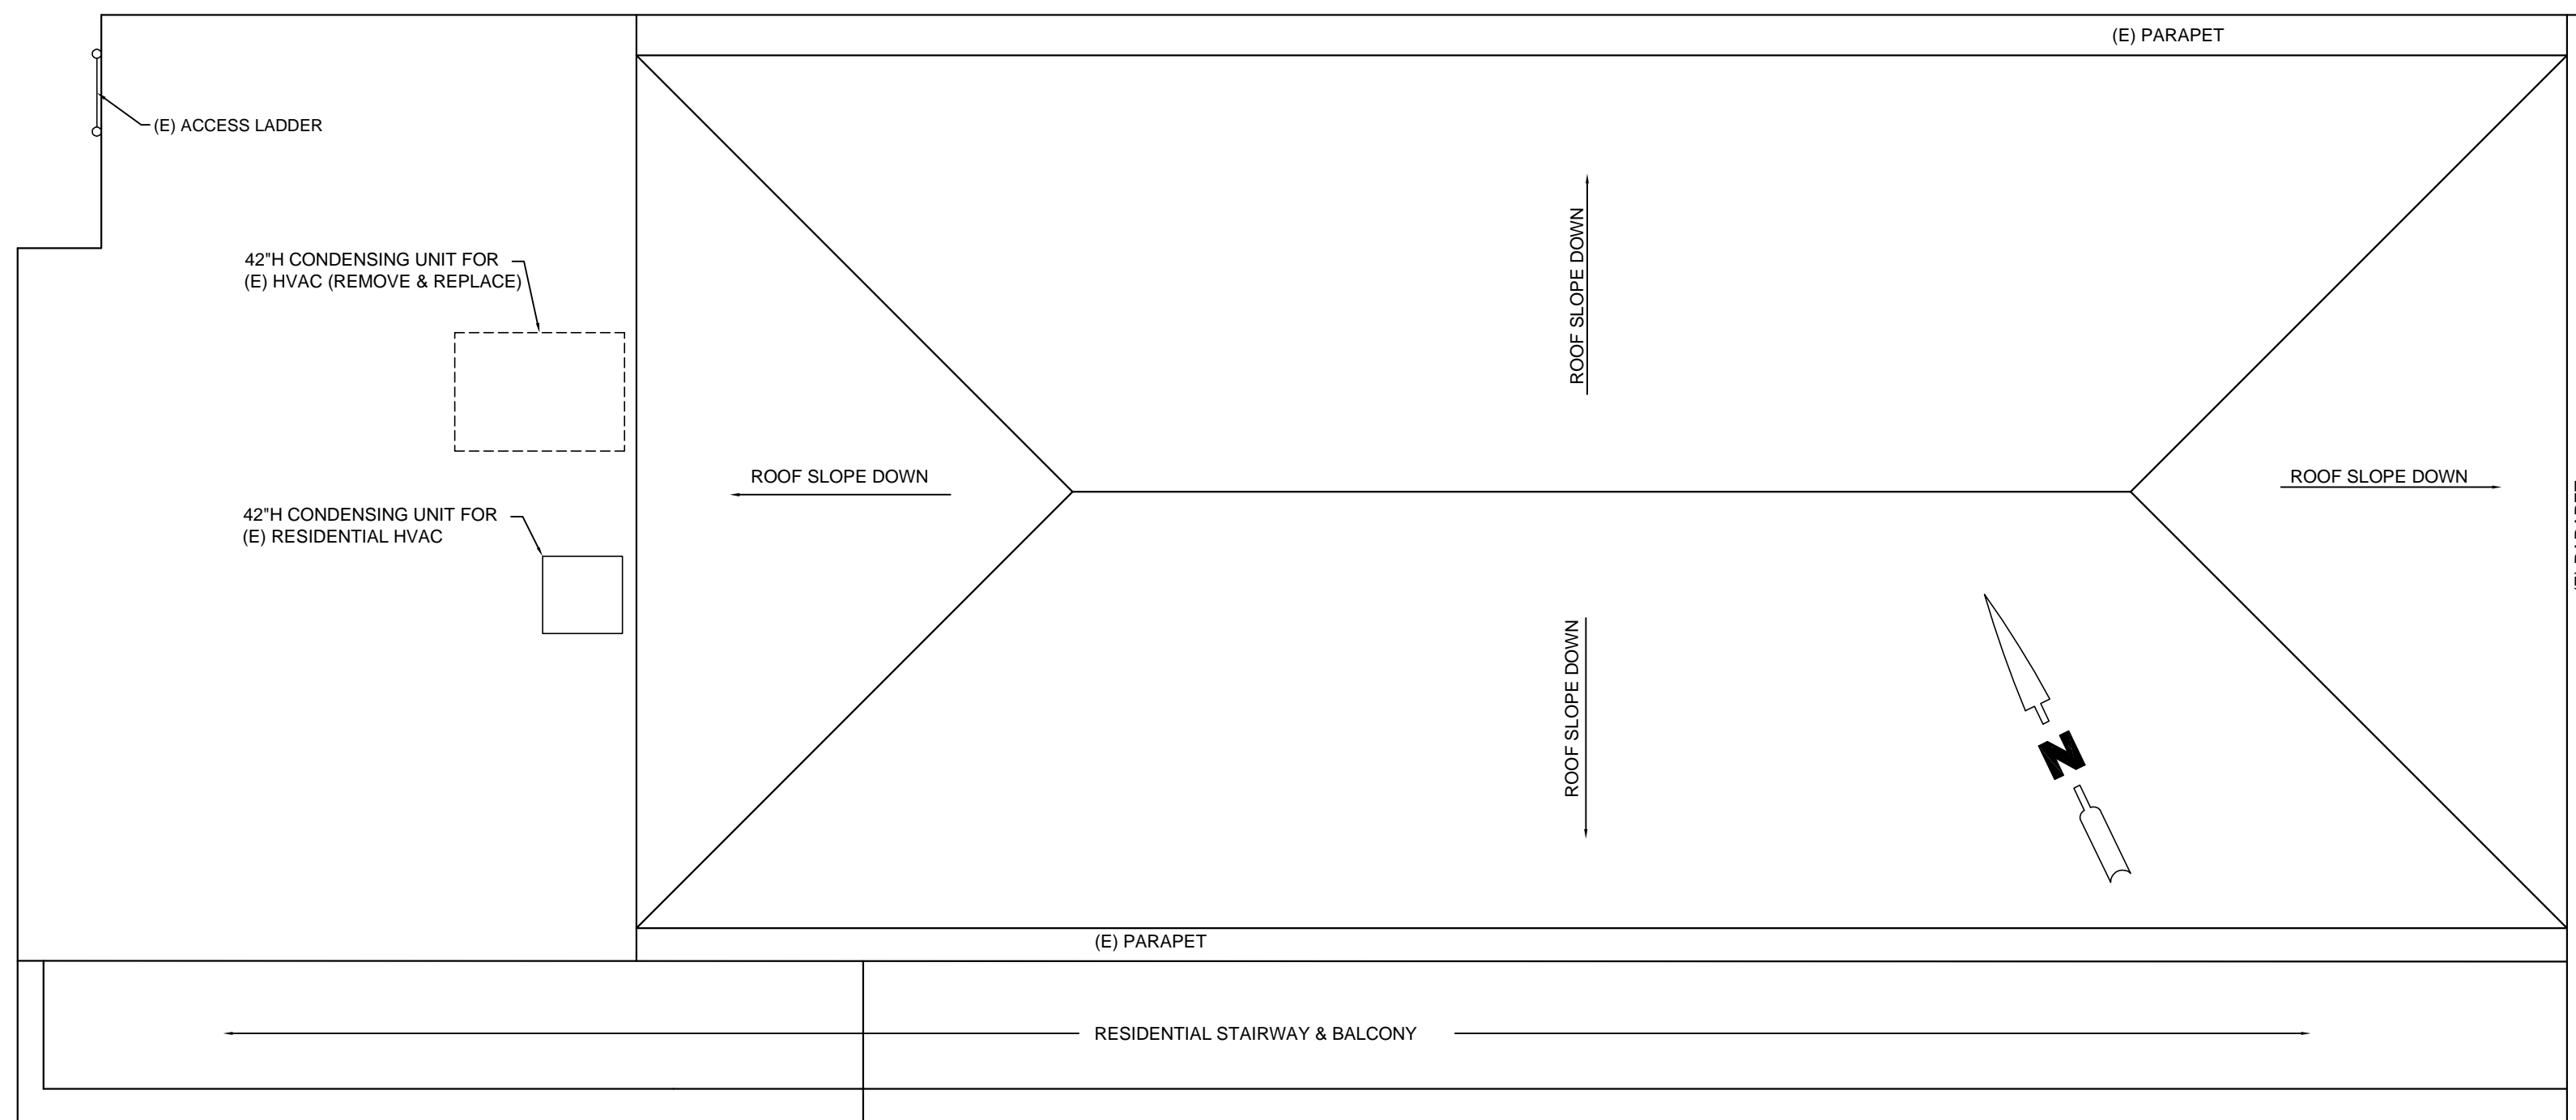 (E) PARAPET
(E) ACCESS LADDER
42"H CONDENSING UNIT FOR
(E) HVAC (REMOVE & REPLACE)
ROOF SLOPE DOWN
ROOF SLOPE DOWN
ROOF SLOPE DOWN
42"H CONDENSING UNIT FOR
(E) RESIDENTIAL HVAC
ROOF SLOPE DOWN
N
(E) PARAPET
RESIDENTIAL STAIRWAY & BALCONY